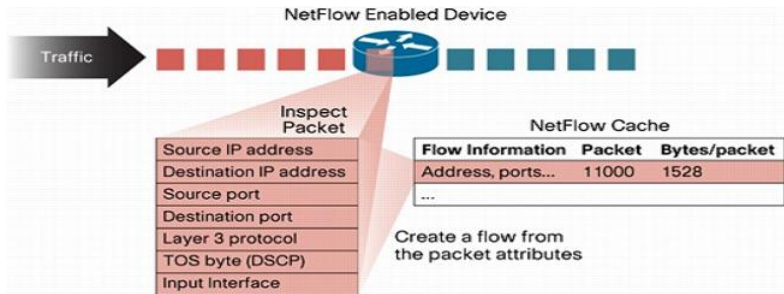 NetFlow Enabled Device
Traffic
Inspect
Packet
Source IP address
Destination IP address
Source port
Destination port
Layer 3 protocol
TOS byte (DSCP)
Input Interface
NetFlow Cache
Flow Information Packet Bytes/packet
Address, ports... 11000 1528
...
Create a flow from
the packet attributes